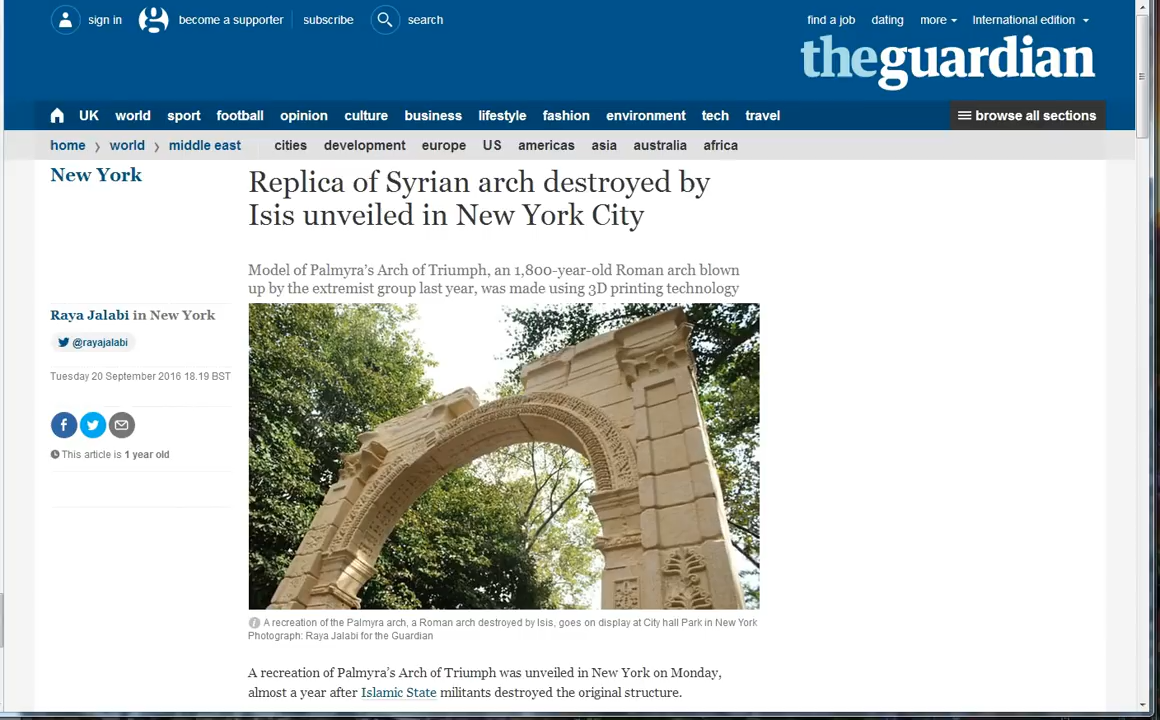 sign in
become a supporter
subscribe
search
find a job
dating
more
International edition
theguardian
UK
world
sport
football
opinion
culture
business
lifestyle
fashion
environment
tech
travel
browse all sections
home
world
middle east
cities
development
europe
US
americas
asia
australia
africa
New York
Replica of Syrian arch destroyed by
Isis unveiled in New York City
Model of Palmyra’s Arch of Triumph, an 1,800-year-old Roman arch blown
up by the extremist group last year, was made using 3D printing technology
Raya Jalabi in New York
@rayajalabi
Tuesday 20 September 2016 18.19 BST
This article is 1 year old
A recreation of the Palmyra arch, a Roman arch destroyed by Isis, goes on display at City hall Park in New York
Photograph: Raya Jalabi for the Guardian
A recreation of Palmyra’s Arch of Triumph was unveiled in New York on Monday,
almost a year after Islamic State militants destroyed the original structure.